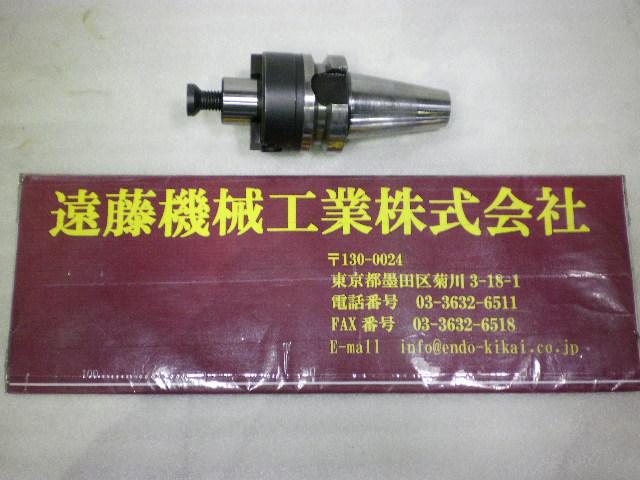 遠藤機械工業株式会社
〒130-0024
東京都墨田区菊川 3-18-1
電話番号 03-3632-6511
FAX 番号 03-3632-6518
E-mail info@endo-kikai.co.jp
100